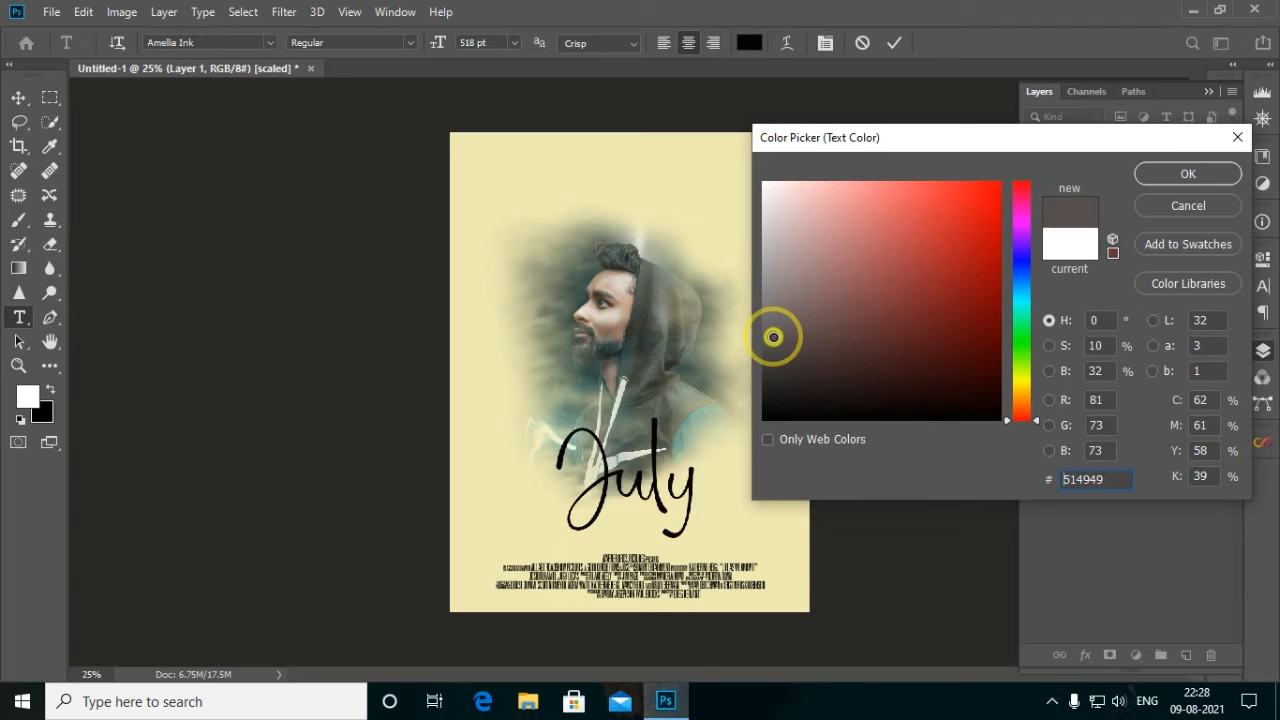 Ps File Edit Image Layer Type Select Filter 3D View Window Help
T Amelia Ink Regular 518 pt aa Crisp
Untitled-1 @ 25% (Layer 1, RGB/8#) [scaled] *
Layers Channels Paths
Kind
Color Picker (Text Color)
new
current
OK
Cancel
Add to Swatches
Color Libraries
H: 0 ° L: 32
S: 10 % a: 3
B: 32 % b: 1
R: 81 C: 62 %
G: 73 M: 61 %
B: 73 Y: 58 %
# 514949 K: 39 %
Only Web Colors
July
25% Doc: 6.75M/17.5M
fx
Type here to search
Ps
ENG
22:28
09-08-2021